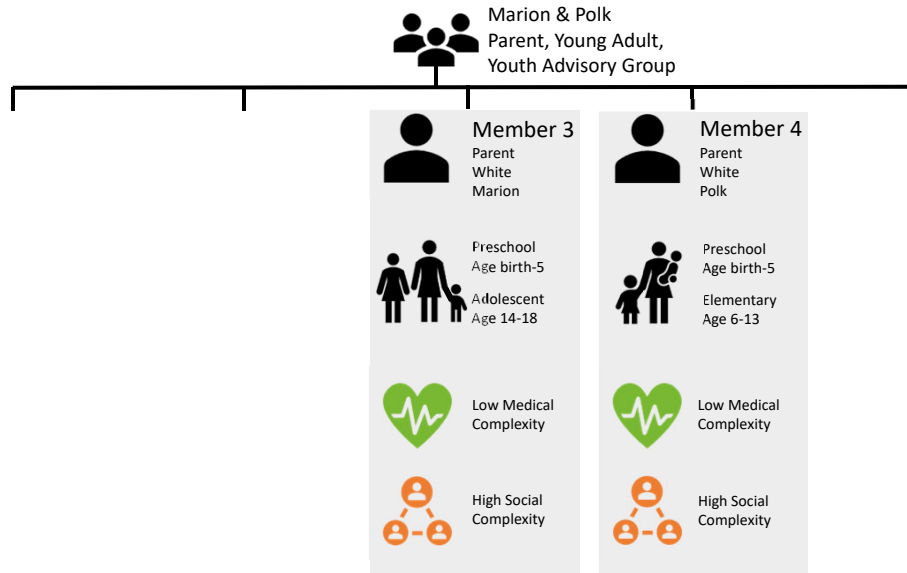 Marion & Polk
Parent, Young Adult,
Youth Advisory Group
Member 3
Parent
White
Marion
Preschool
Age birth-5
Adolescent
Age 14-18
Low Medical
Complexity
High Social
Complexity
Member 4
Parent
White
Polk
Preschool
Age birth-5
Elementary
Age 6-13
Low Medical
Complexity
High Social
Complexity